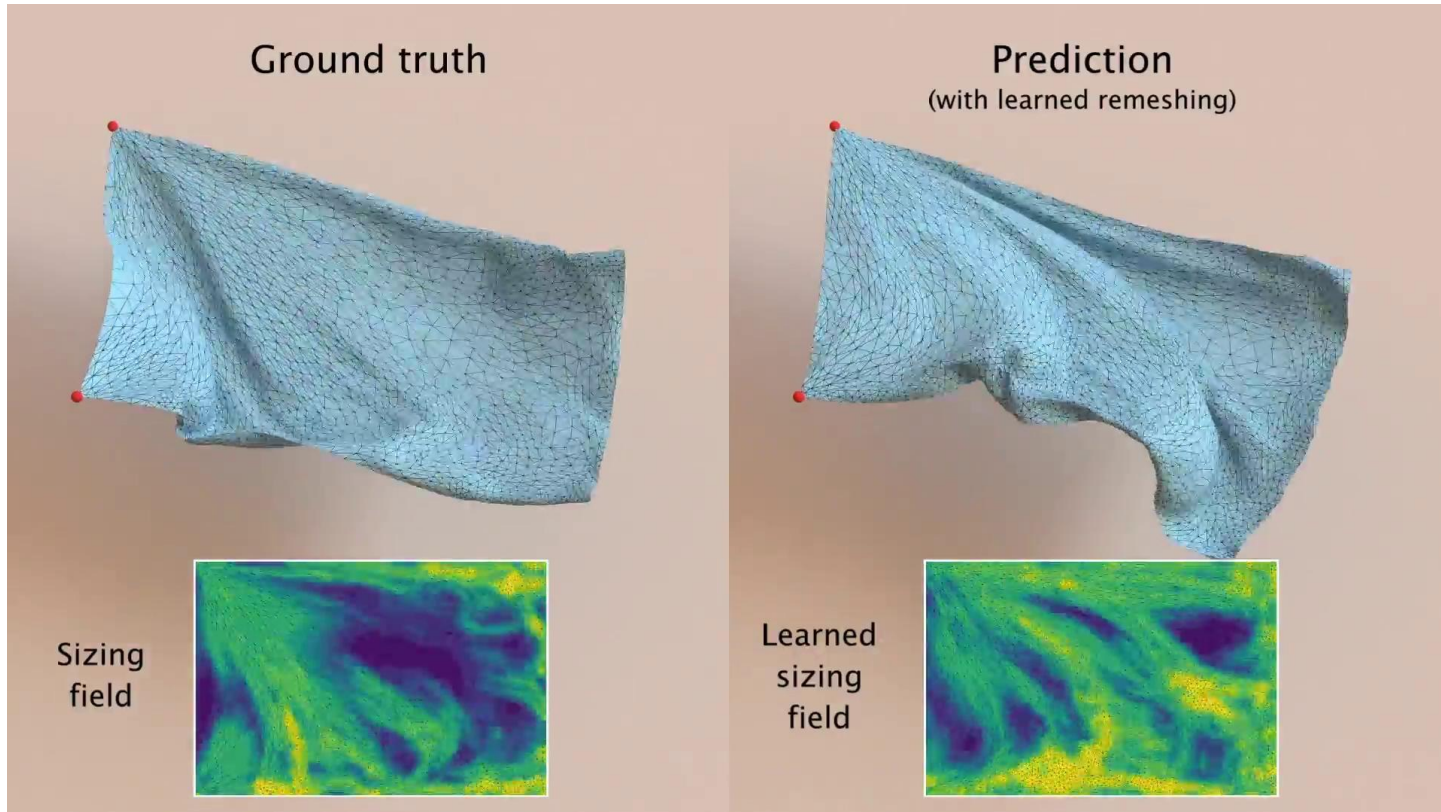 Ground truth
Prediction
(with learned remeshing)
Sizing
field
Learned
sizing
field